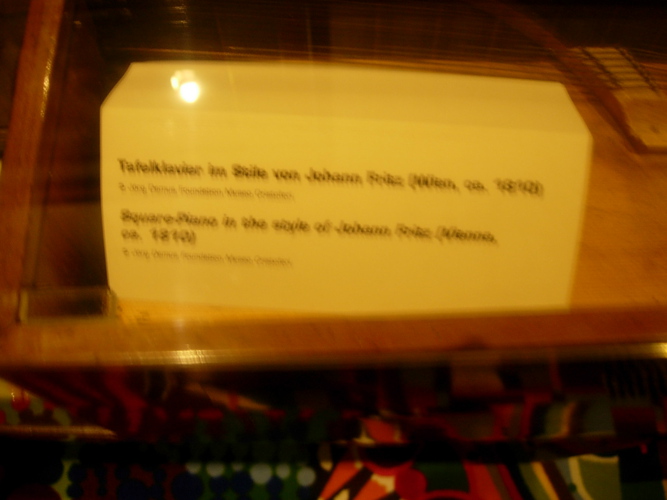 Tafelklavier im Stile von Johann Fritz (Wien, ca. 1810)
Square-Piano in the style of Johann Fritz (Vienna,
ca. 1810)